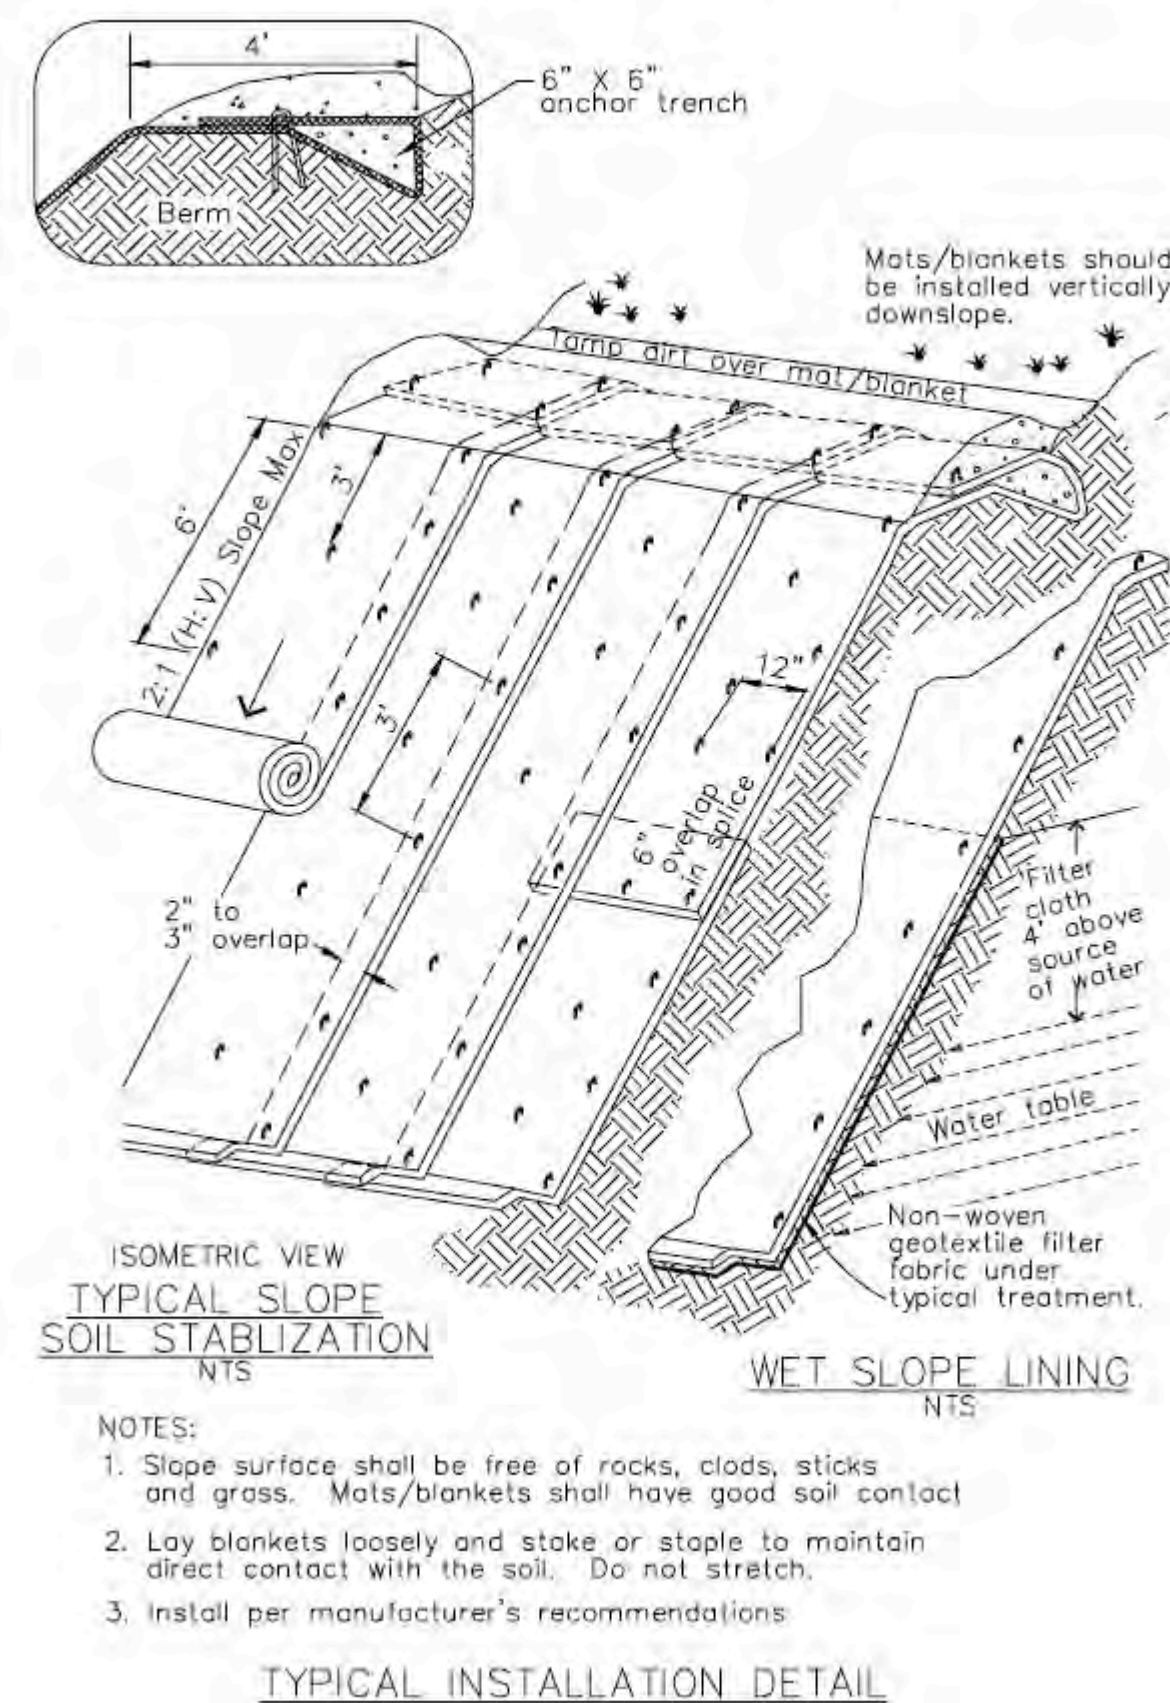 4'
6" X 6"
anchor trench
Berm
Mats/blankets should
be installed vertically
downslope.
Tamp dirt over mat/blanket
6'
2:1 (H:V) Slope Max
3"
3'
12"
6"
overlap
in splice
2" to
3" overlap
Filter
cloth
4' above
source
of water
Water table
Non-woven
geotextile filter
fabric under
typical treatment.
ISOMETRIC VIEW
TYPICAL SLOPE
SOIL STABLIZATION
NTS
WET SLOPE LINING
NTS
NOTES:
1. Slope surface shall be free of rocks, clods, sticks
and grass. Mats/blankets shall have good soil contact
2. Lay blankets loosely and stake or staple to maintain
direct contact with the soil. Do not stretch.
3. Install per manufacturer's recommendations
TYPICAL INSTALLATION DETAIL